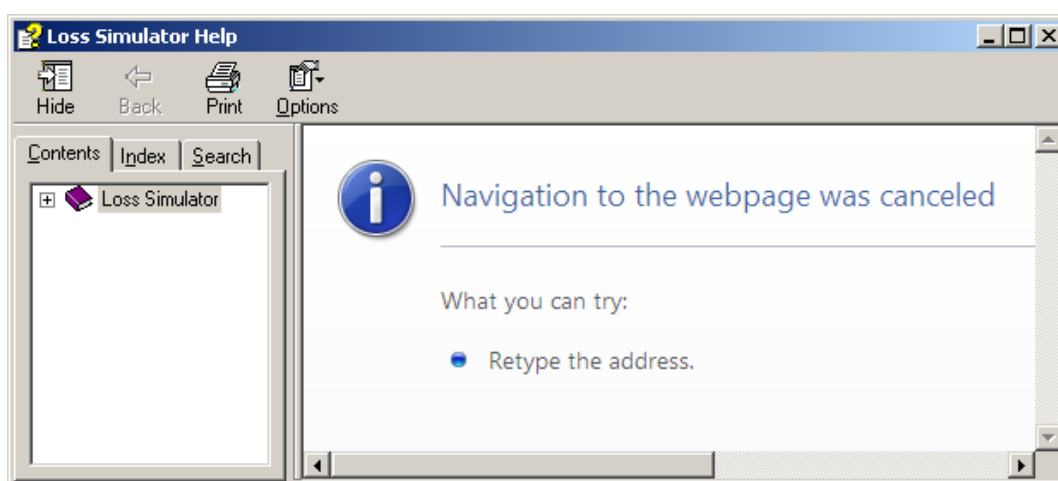 Loss Simulator Help
Hide Back Print Options
Contents Index Search
Loss Simulator
Navigation to the webpage was canceled
What you can try:
Retype the address.